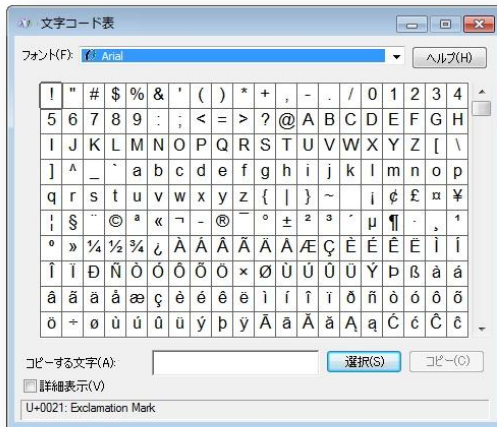 文字コード表
フォント(F): Arial ヘルプ(H)
! " # $ % & ' ( ) * + , - . / 0 1 2 3 4
5 6 7 8 9 : ; < = > ? @ A B C D E F G H
I J K L M N O P Q R S T U V W X Y Z [ \
] ^ _ ` a b c d e f g h i j k l m n o p
q r s t u v w x y z { | } ~ ¡ ¢ £ ¤ ¥
¦ § ¨ © ª « ¬ - ® ¯ ° ± ² ³ ´ µ ¶ · ¸ ¹
º » ¼ ½ ¾ ¿ À Á Â Ã Ä Å Æ Ç È É Ê Ë Ì Í
Î Ï Ð Ñ Ò Ó Ô Õ Ö × Ø Ù Ú Û Ü Ý Þ ß à á
â ã ä å æ ç è é ê ë ì í î ï ð ñ ò ó ô õ
ö ÷ ø ù ú û ü ý þ ÿ Ā ā Ă ă Ą ą Ć ć Ĉ ĉ
コピーする文字(A): 選択(S) コピー(C)
詳細表示(V)
U+0021: Exclamation Mark